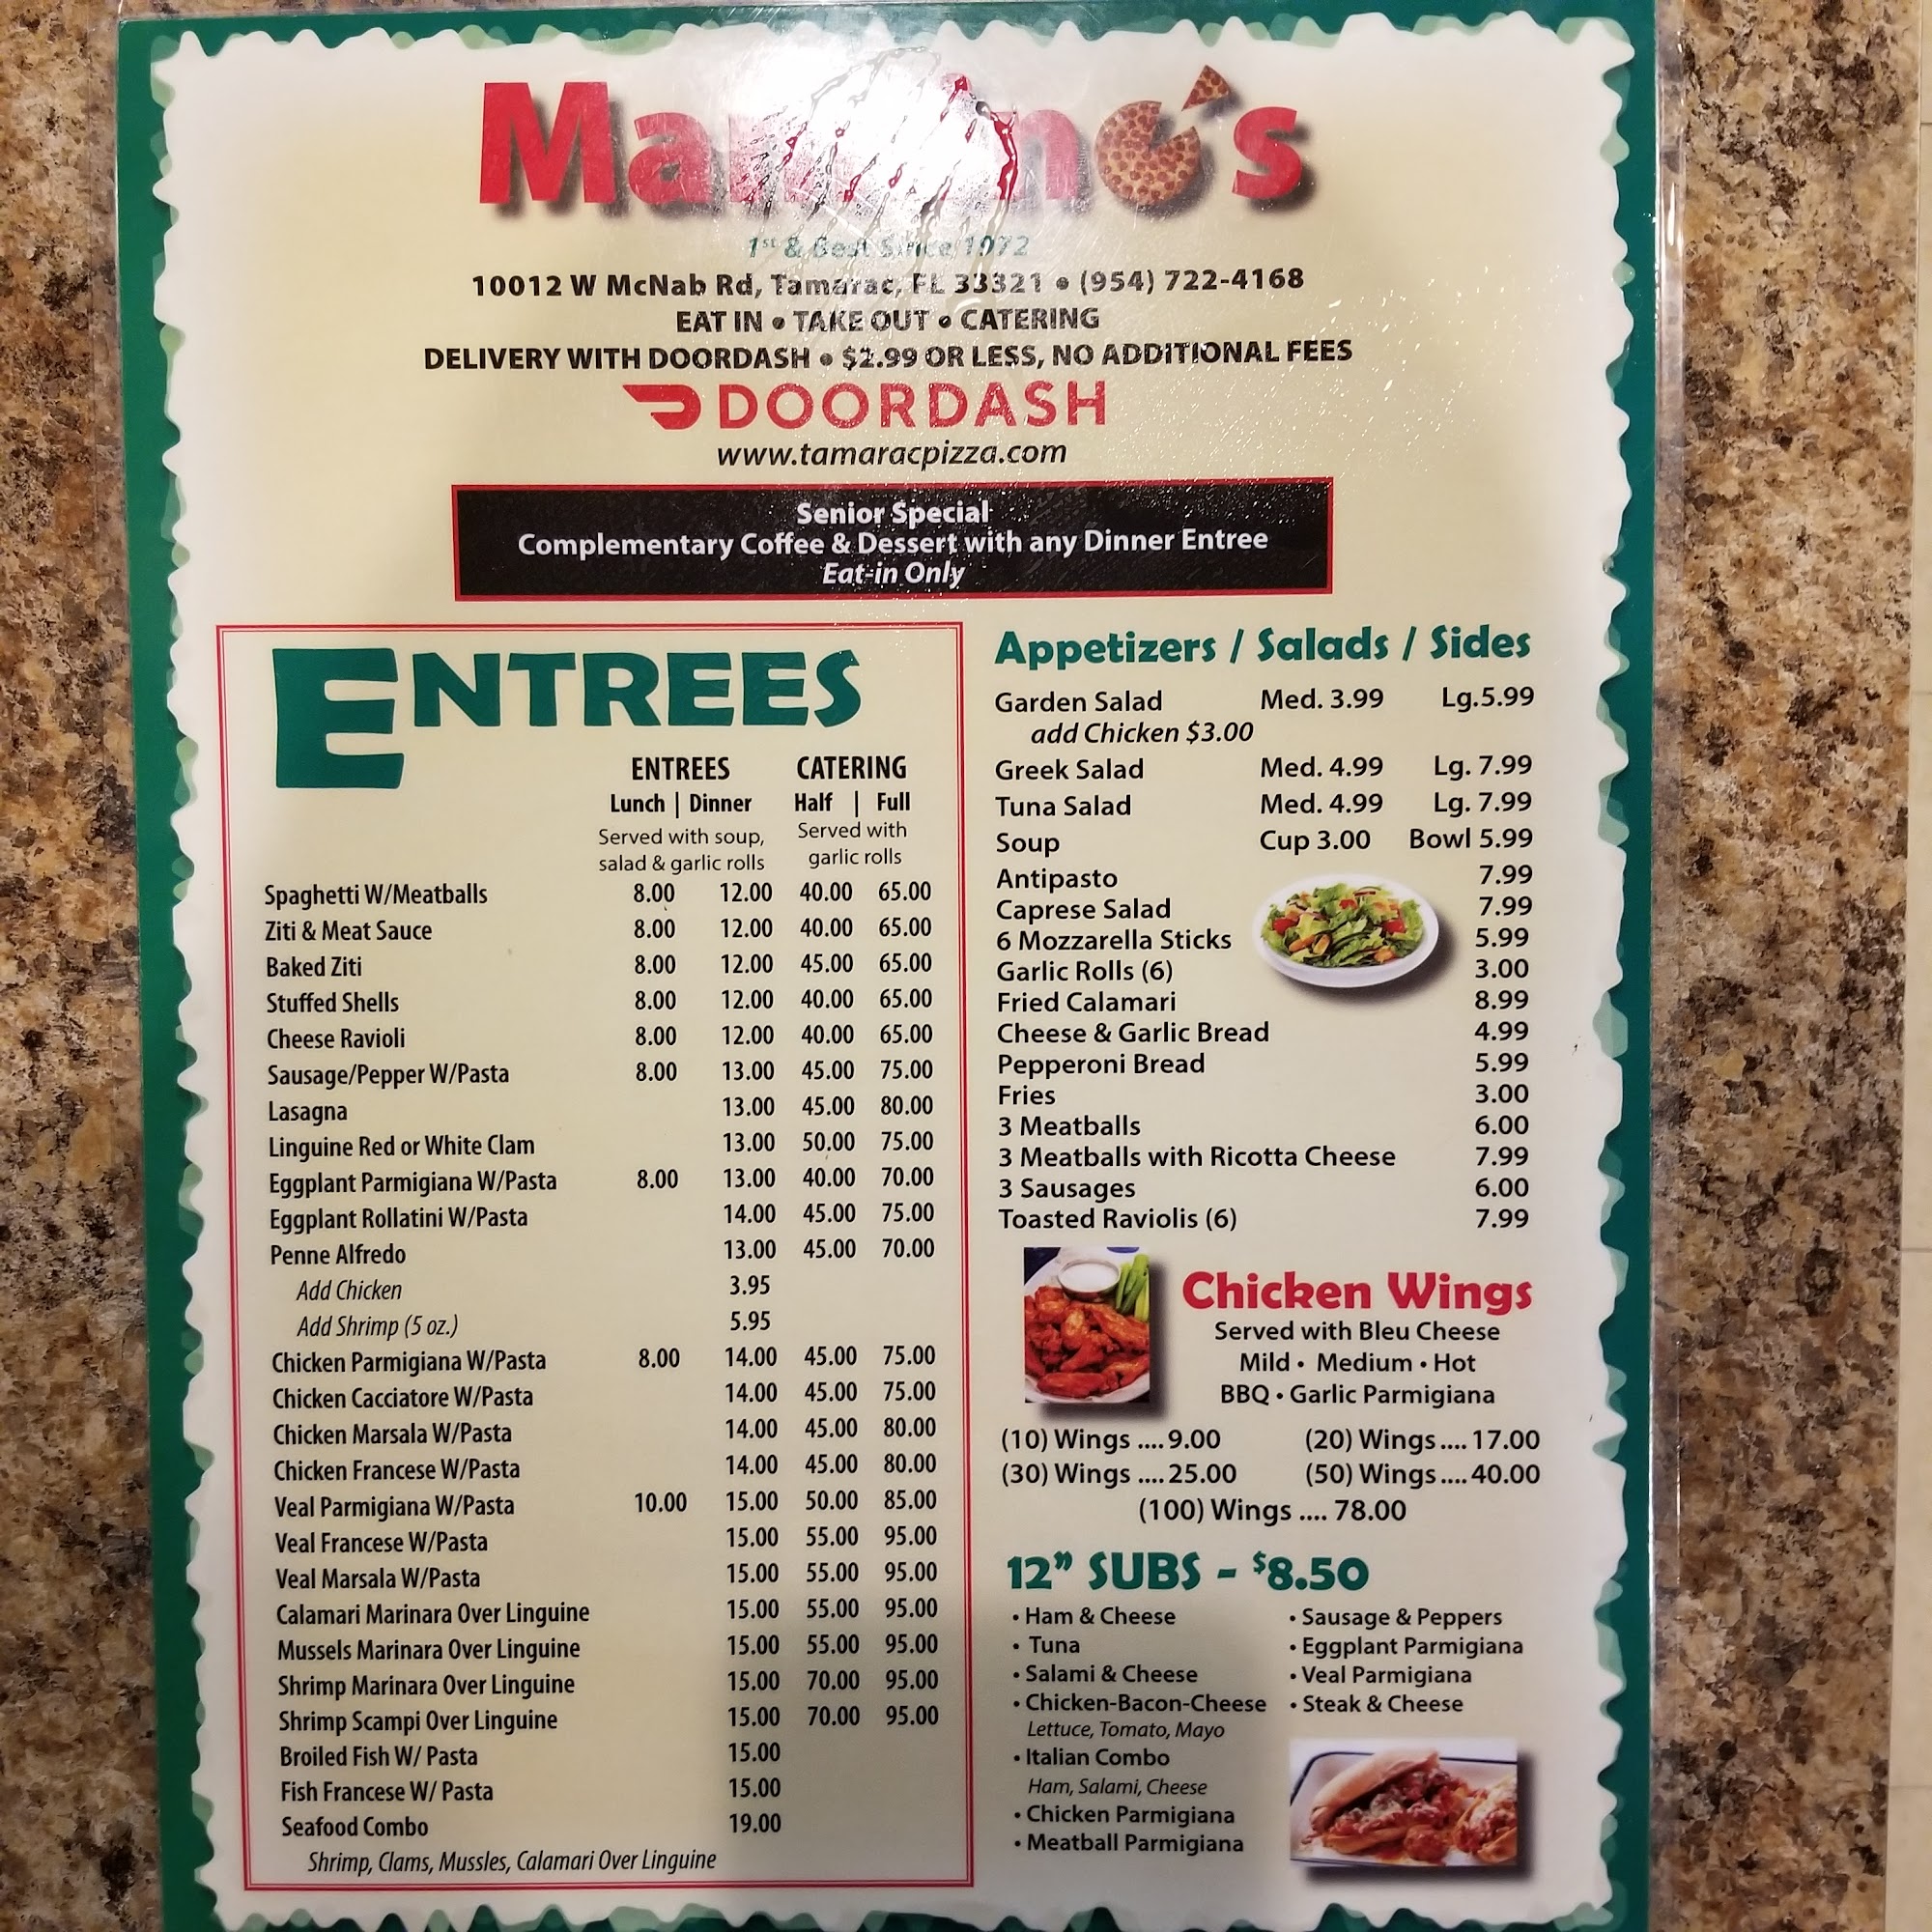 1st & Best Since 1972
10012 W McNab Rd, Tamarac, FL 33321 • (954) 722-4168
EAT IN • TAKE OUT • CATERING
DELIVERY WITH DOORDASH • $2.99 OR LESS, NO ADDITIONAL FEES
DOORDASH
www.tamaracpizza.com
Senior Special
Complementary Coffee & Dessert with any Dinner Entree
Eat-in Only
ENTREES
ENTREES CATERING
Lunch | Dinner Half | Full
Served with soup, Served with
salad & garlic rolls garlic rolls
Spaghetti W/Meatballs 8.00 12.00 40.00 65.00
Ziti & Meat Sauce 8.00 12.00 40.00 65.00
Baked Ziti 8.00 12.00 45.00 65.00
Stuffed Shells 8.00 12.00 40.00 65.00
Cheese Ravioli 8.00 12.00 40.00 65.00
Sausage/Pepper W/Pasta 8.00 13.00 45.00 75.00
Lasagna 13.00 45.00 80.00
Linguine Red or White Clam 13.00 50.00 75.00
Eggplant Parmigiana W/Pasta 8.00 13.00 40.00 70.00
Eggplant Rollatini W/Pasta 14.00 45.00 75.00
Penne Alfredo 13.00 45.00 70.00
Add Chicken 3.95
Add Shrimp (5 oz.) 5.95
Chicken Parmigiana W/Pasta 8.00 14.00 45.00 75.00
Chicken Cacciatore W/Pasta 14.00 45.00 75.00
Chicken Marsala W/Pasta 14.00 45.00 80.00
Chicken Francese W/Pasta 14.00 45.00 80.00
Veal Parmigiana W/Pasta 10.00 15.00 50.00 85.00
Veal Francese W/Pasta 15.00 55.00 95.00
Veal Marsala W/Pasta 15.00 55.00 95.00
Calamari Marinara Over Linguine 15.00 55.00 95.00
Mussels Marinara Over Linguine 15.00 55.00 95.00
Shrimp Marinara Over Linguine 15.00 70.00 95.00
Shrimp Scampi Over Linguine 15.00 70.00 95.00
Broiled Fish W/ Pasta 15.00
Fish Francese W/ Pasta 15.00
Seafood Combo 19.00
Shrimp, Clams, Mussles, Calamari Over Linguine
Appetizers / Salads / Sides
Garden Salad Med. 3.99 Lg.5.99
add Chicken $3.00
Greek Salad Med. 4.99 Lg. 7.99
Tuna Salad Med. 4.99 Lg. 7.99
Soup Cup 3.00 Bowl 5.99
Antipasto 7.99
Caprese Salad 7.99
6 Mozzarella Sticks 5.99
Garlic Rolls (6) 3.00
Fried Calamari 8.99
Cheese & Garlic Bread 4.99
Pepperoni Bread 5.99
Fries 3.00
3 Meatballs 6.00
3 Meatballs with Ricotta Cheese 7.99
3 Sausages 6.00
Toasted Raviolis (6) 7.99
Chicken Wings
Served with Bleu Cheese
Mild • Medium • Hot
BBQ • Garlic Parmigiana
(10) Wings .... 9.00 (20) Wings .... 17.00
(30) Wings .... 25.00 (50) Wings .... 40.00
(100) Wings .... 78.00
12" SUBS - $8.50
• Ham & Cheese
• Tuna
• Salami & Cheese
• Chicken-Bacon-Cheese
Lettuce, Tomato, Mayo
• Italian Combo
Ham, Salami, Cheese
• Chicken Parmigiana
• Meatball Parmigiana
• Sausage & Peppers
• Eggplant Parmigiana
• Veal Parmigiana
• Steak & Cheese